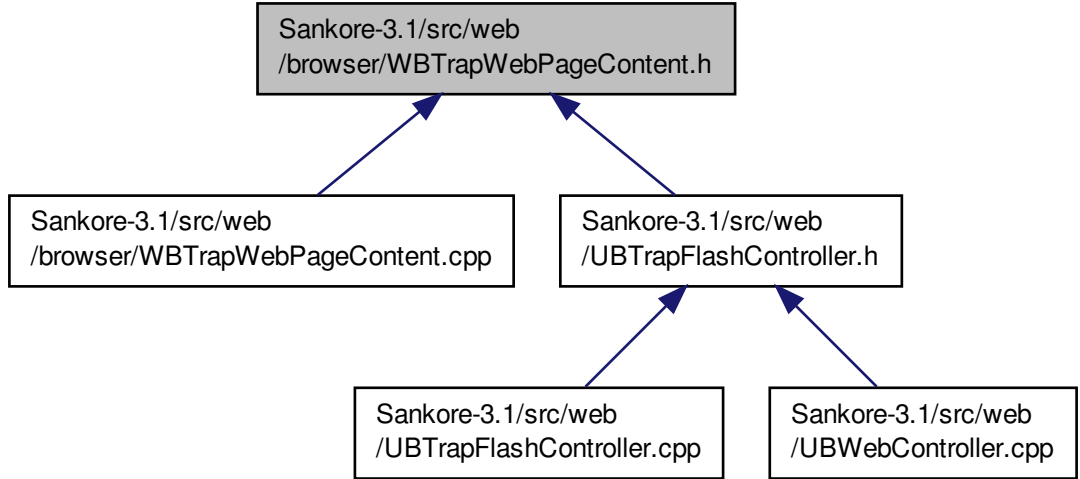 Sankore-3.1/src/web
/browser/WBTrapWebPageContent.h
Sankore-3.1/src/web
/browser/WBTrapWebPageContent.cpp
Sankore-3.1/src/web
/UBTrapFlashController.h
Sankore-3.1/src/web
/UBTrapFlashController.cpp
Sankore-3.1/src/web
/UBWebController.cpp